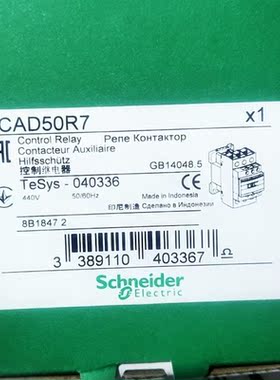 CAD50R7 x1
Control Relay Реле Контактор
Contacteur Auxiliaire
Hilfsschütz
控制继电器 GB14048.5
TeSys - 040336
440V 50/60Hz Made in Indonesia
印尼制造 Сделано в Индонезии
8B1847 2
3 389110 403367
Schneider
Electric